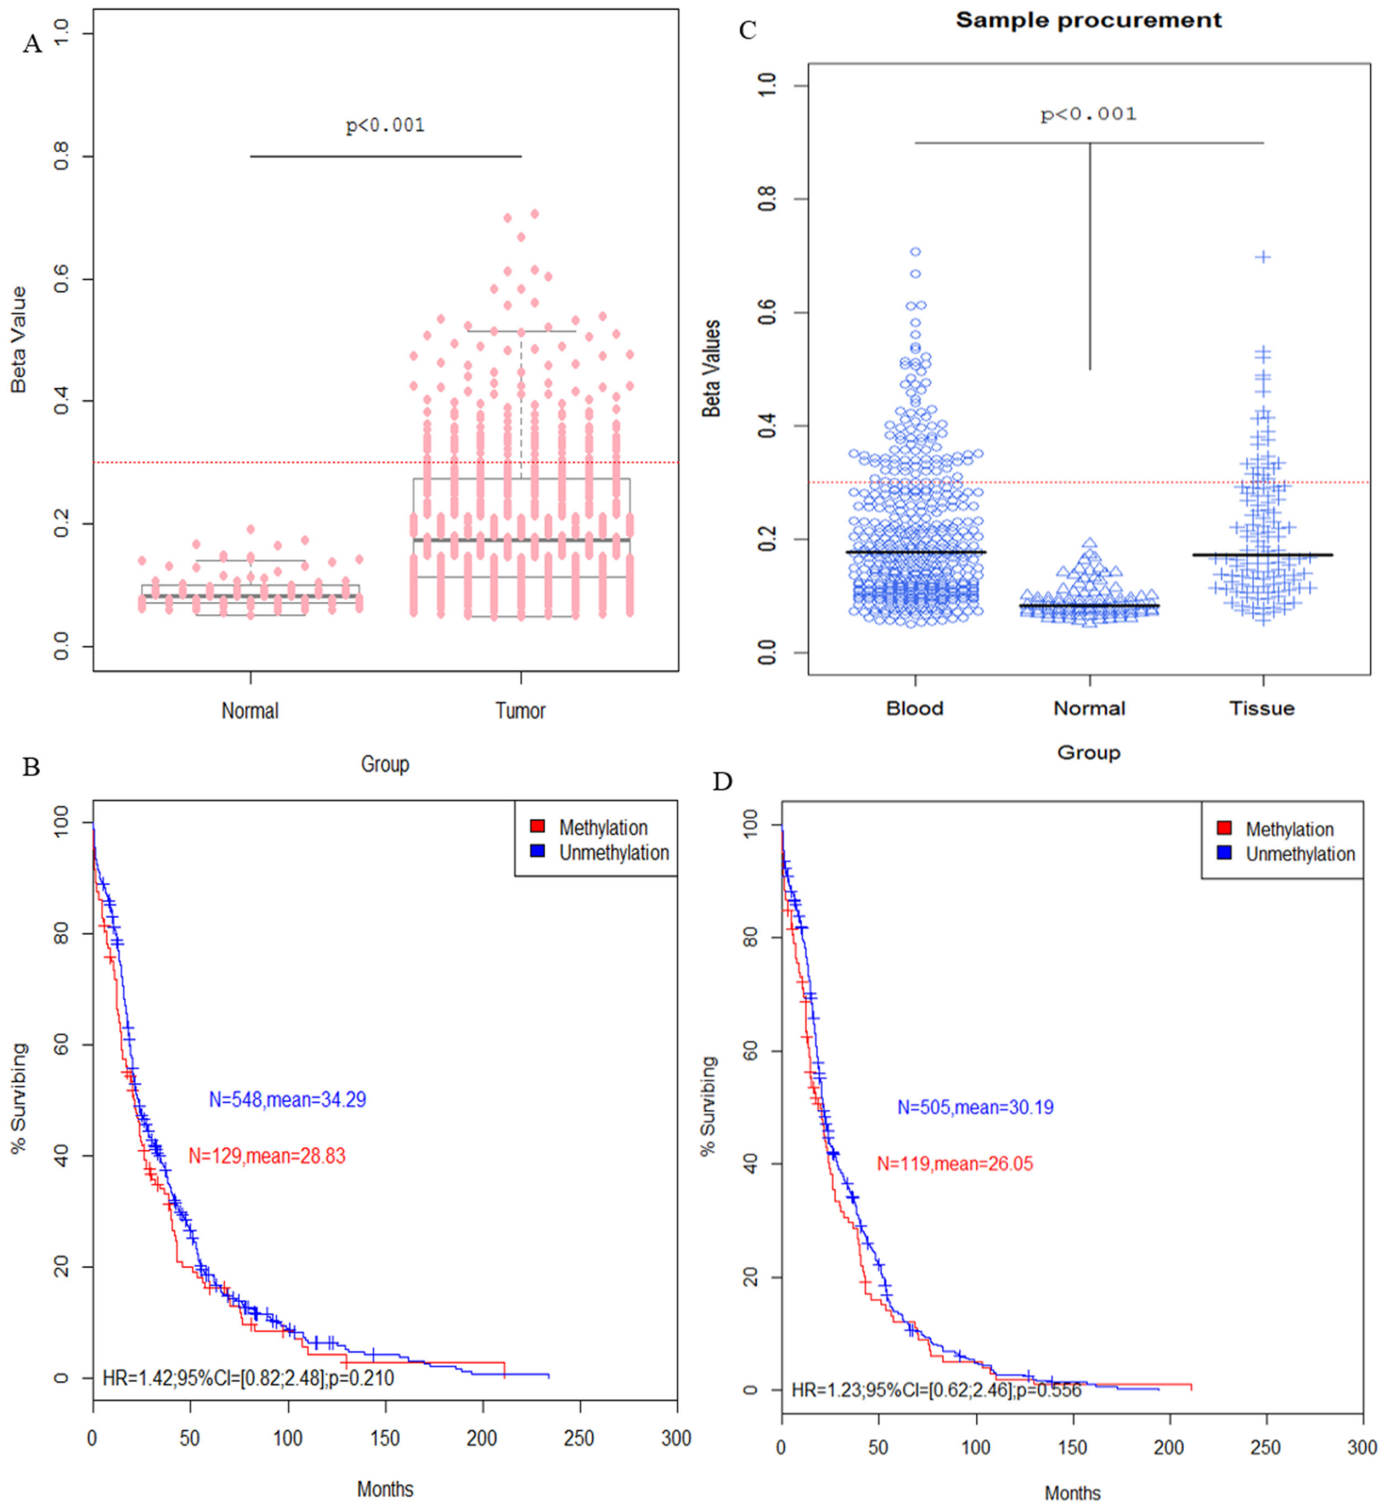 A
1.0
0.8
0.6
0.4
0.2
0.0
Beta Value
p<0.001
Normal
Tumor
Group
C
Sample procurement
1.0
0.8
0.6
0.4
0.2
0.0
Beta Values
p<0.001
Blood
Normal
Tissue
Group
B
100
80
60
40
20
0
% Survibing
Methylation
Unmethylation
N=548,mean=34.29
N=129,mean=28.83
HR=1.42;95%CI=[0.82;2.48];p=0.210
0
50
100
150
200
250
300
Months
D
100
80
60
40
20
0
% Survibing
Methylation
Unmethylation
N=505,mean=30.19
N=119,mean=26.05
HR=1.23;95%CI=[0.62;2.46];p=0.556
0
50
100
150
200
250
300
Months